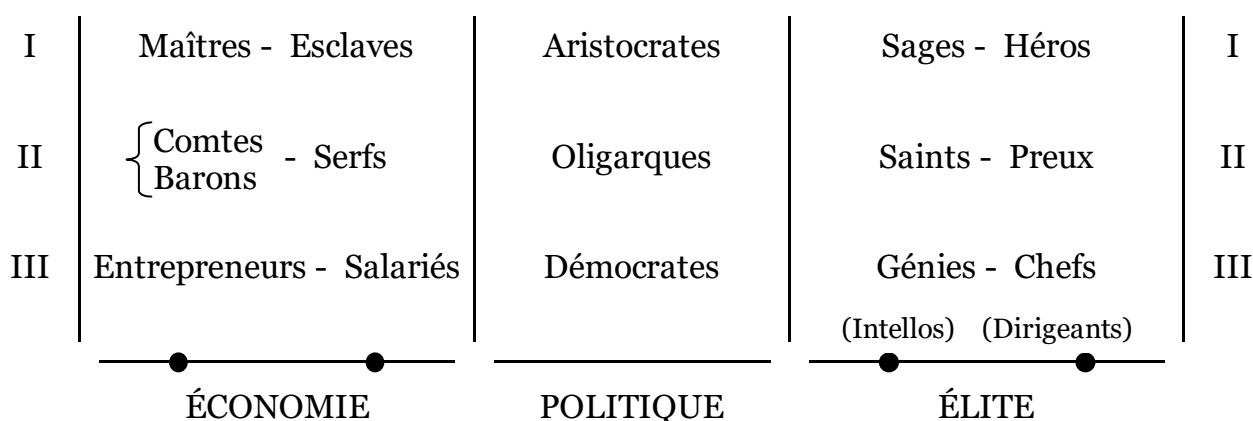 I Maîtres - Esclaves Aristocrates Sages - Héros I
II Comtes Barons - Serfs Oligarques Saints - Preux II
III Entrepreneurs - Salariés Démocrates Génies - Chefs III
(Intellos) (Dirigeants)
ÉCONOMIE POLITIQUE ÉLITE